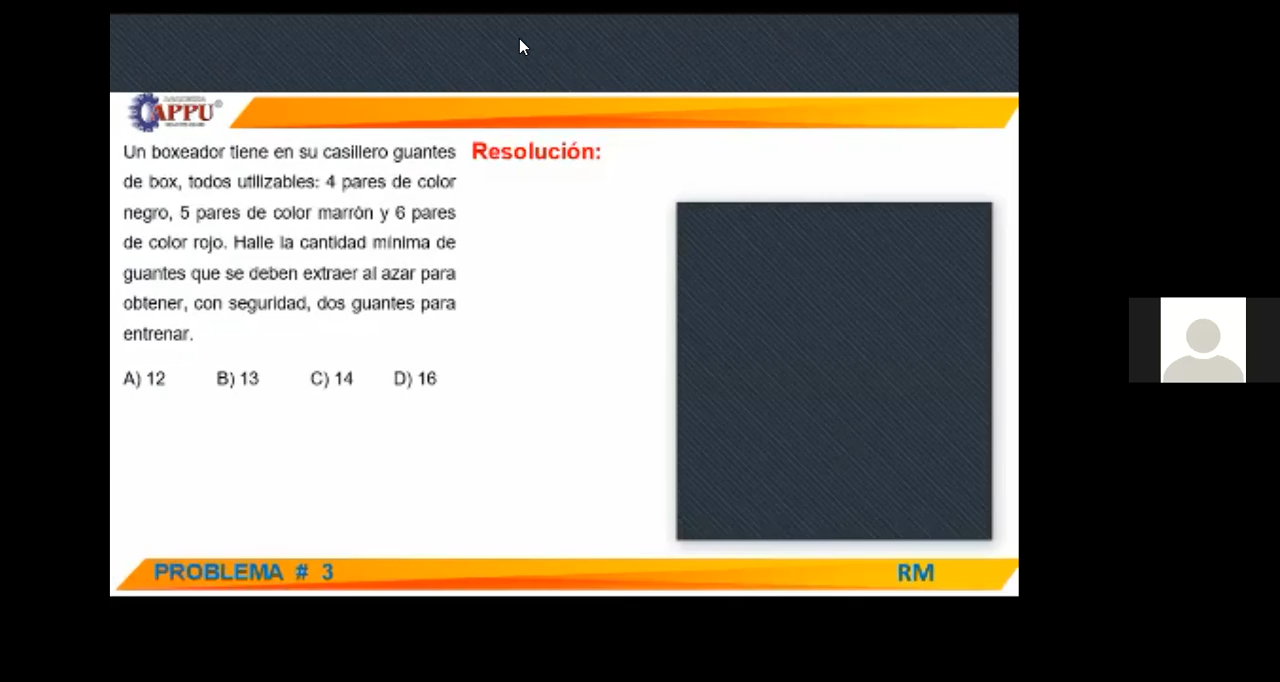 APPU
Un boxeador tiene en su casillero guantes
de box, todos utilizables: 4 pares de color
negro, 5 pares de color marrón y 6 pares
de color rojo. Halle la cantidad mínima de
guantes que se deben extraer al azar para
obtener, con seguridad, dos guantes para
entrenar.
A) 12 B) 13 C) 14 D) 16
Resolución:
PROBLEMA # 3
RM